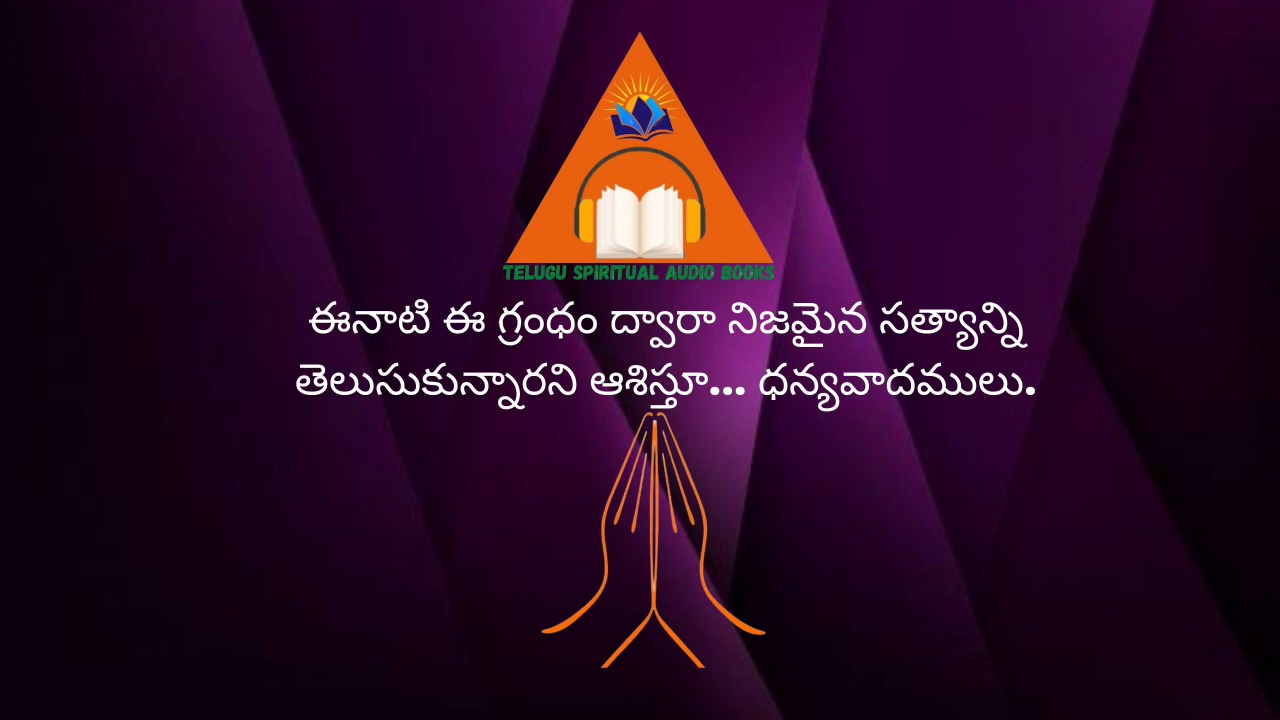 TELUGU SPIRITUAL AUDIO BOOKS
ఈనాటి ఈ గ్రంధం ద్వారా నిజమైన సత్యాన్ని
తెలుసుకున్నారని ఆశిస్తూ... ధన్యవాదములు.